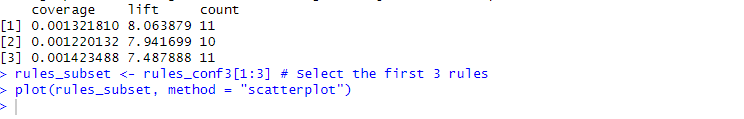 coverage lift count
[1] 0.001321810 8.063879 11
[2] 0.001220132 7.941699 10
[3] 0.001423488 7.487888 11
> rules_subset <- rules_conf3[1:3] # Select the first 3 rules
> plot(rules_subset, method = "scatterplot")
>